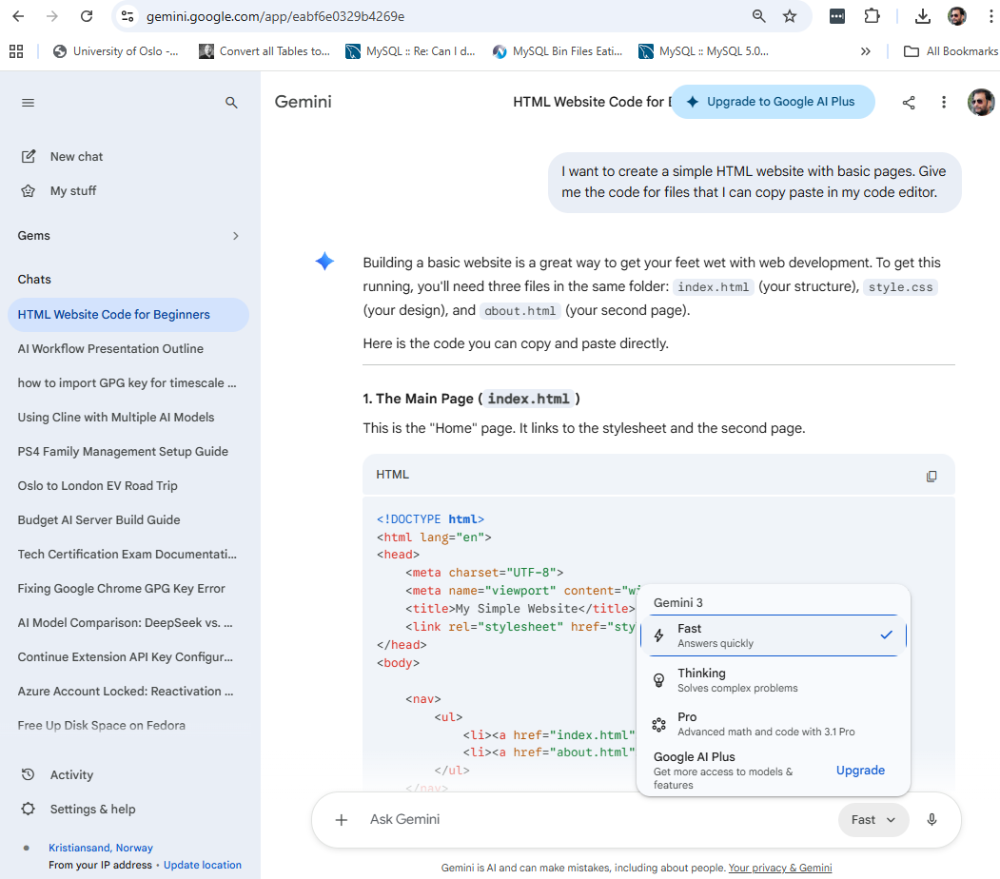 gemini.google.com/app/eabf6e0329b4269e
University of Oslo -...
Convert all Tables to...
MySQL :: Re: Can I d...
MySQL Bin Files Eati...
MySQL :: MySQL 5.0...
»
All Bookmarks
Gemini
HTML Website Code for
Upgrade to Google AI Plus
New chat
My stuff
Gems
Chats
HTML Website Code for Beginners
AI Workflow Presentation Outline
how to import GPG key for timescale ...
Using Cline with Multiple AI Models
PS4 Family Management Setup Guide
Oslo to London EV Road Trip
Budget AI Server Build Guide
Tech Certification Exam Documentati...
Fixing Google Chrome GPG Key Error
AI Model Comparison: DeepSeek vs. ...
Continue Extension API Key Configur...
Azure Account Locked: Reactivation ...
Free Up Disk Space on Fedora
Activity
Settings & help
Kristiansand, Norway
From your IP address • Update location
I want to create a simple HTML website with basic pages. Give
me the code for files that I can copy paste in my code editor.
Building a basic website is a great way to get your feet wet with web development. To get this
running, you'll need three files in the same folder: index.html (your structure), style.css
(your design), and about.html (your second page).
Here is the code you can copy and paste directly.
1. The Main Page ( index.html )
This is the "Home" page. It links to the stylesheet and the second page.
HTML
<!DOCTYPE html>
<html lang="en">
<head>
<meta charset="UTF-8">
<meta name="viewport" content="wi
<title>My Simple Website</title>
<link rel="stylesheet" href="sty
</head>
<body>
<nav>
<ul>
<li><a href="index.html"
<li><a href="about.html"
</ul>
</nav>
Gemini 3
Fast
Answers quickly
Thinking
Solves complex problems
Pro
Advanced math and code with 3.1 Pro
Google AI Plus
Get more access to models &
features
Upgrade
Ask Gemini
Fast
Gemini is AI and can make mistakes, including about people. Your privacy & Gemini